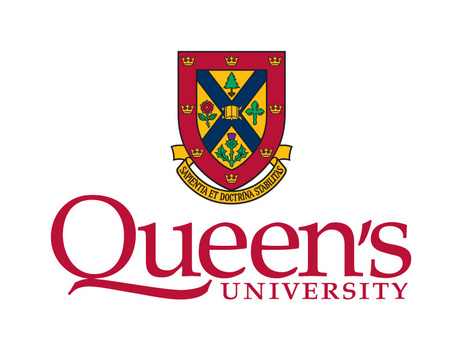 SAPIENTIA ET DOCTRINA STABILITAS
Queen's
UNIVERSITY